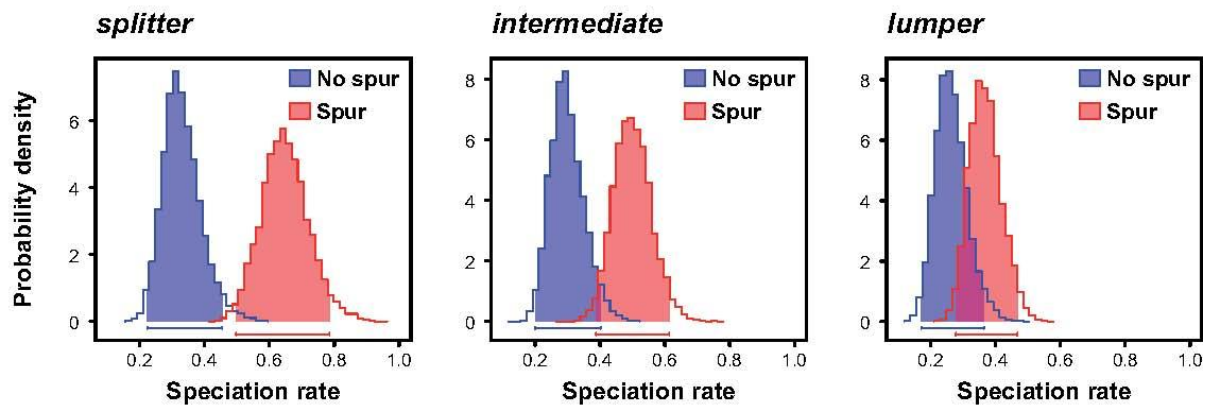 splitter
No spur
Spur
Probability density
6
4
2
0
0.2 0.4 0.6 0.8 1.0
Speciation rate
intermediate
No spur
Spur
8
6
4
2
0
0.2 0.4 0.6 0.8 1.0
Speciation rate
lumper
No spur
Spur
8
6
4
2
0
0.2 0.4 0.6 0.8 1.0
Speciation rate